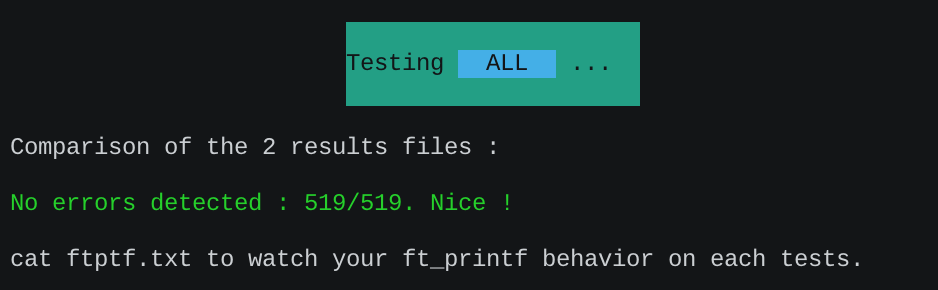 Testing ALL ...
Comparison of the 2 results files :
No errors detected : 519/519. Nice !
cat ftptf.txt to watch your ft_printf behavior on each tests.